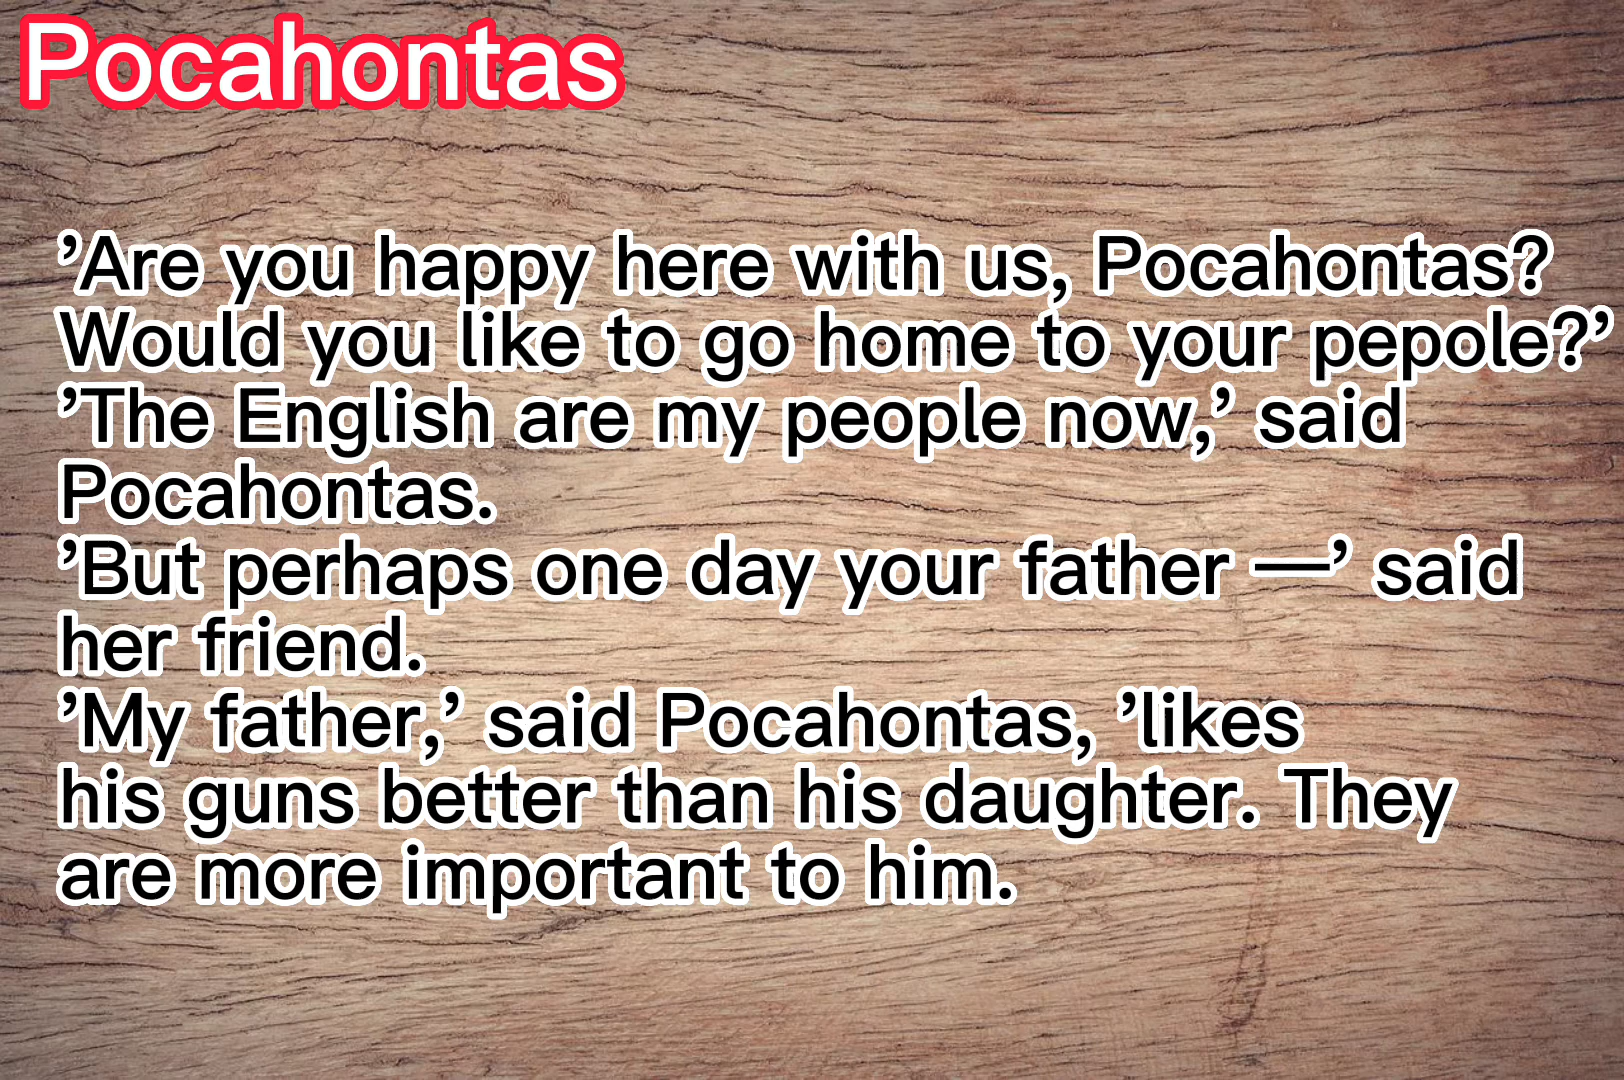 Pocahontas
’Are you happy here with us, Pocahontas?
Would you like to go home to your pepole?’
’The English are my people now,’ said
Pocahontas.
’But perhaps one day your father —’ said
her friend.
’My father,’ said Pocahontas, ’likes
his guns better than his daughter. They
are more important to him.